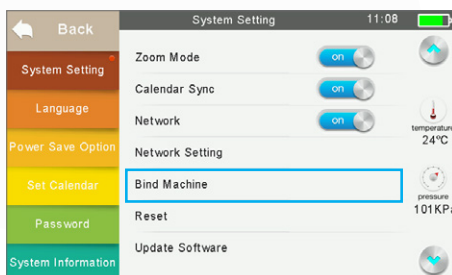 Back
System Setting 11:08
System Setting
Language
Power Save Option
Set Calendar
Password
System Information
Zoom Mode on
Calendar Sync on
Network on
Network Setting
Bind Machine
Reset
Update Software
temperature
24℃
pressure
101KPa